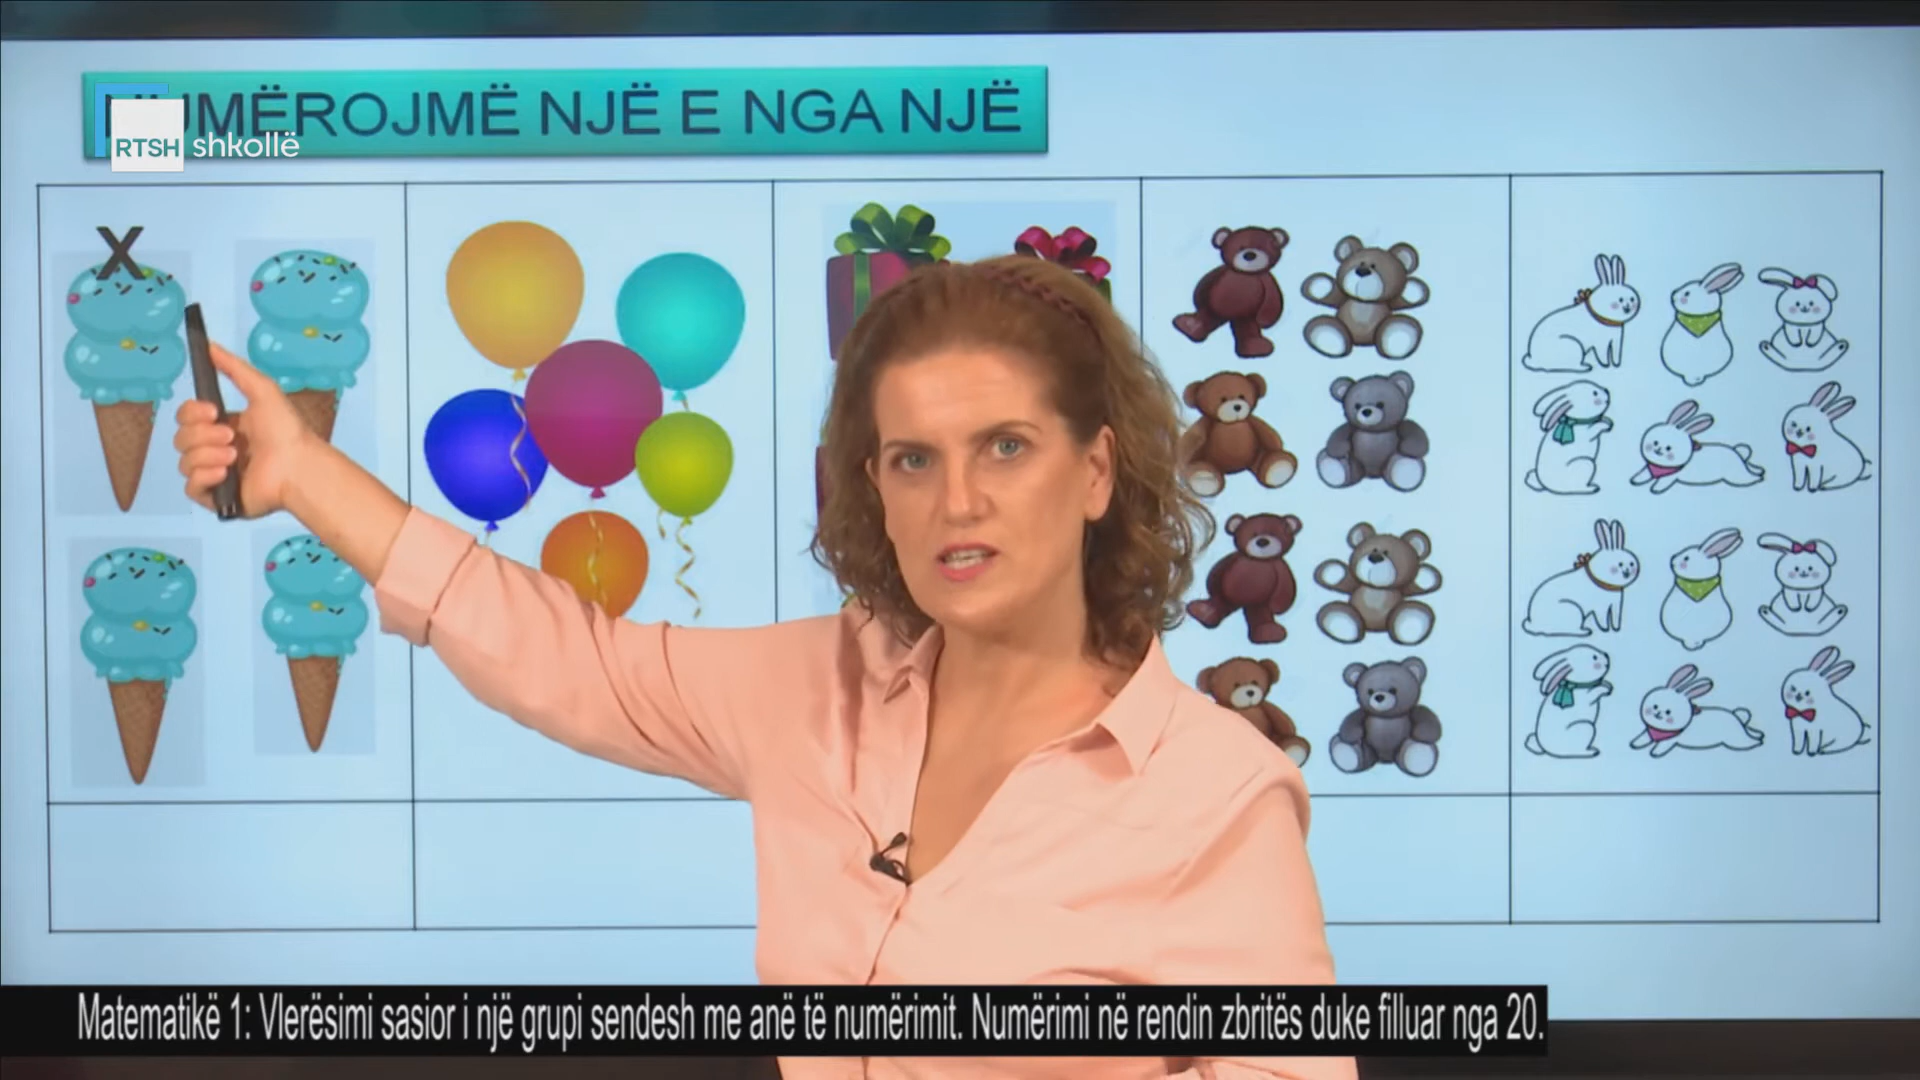 NUMËROJMË NJË E NGA NJË
RTSH shkollë
X
Matematikë 1: Vlerësimi sasior i një grupi sendesh me anë të numërimit. Numërimi në rendin zbritës duke filluar nga 20.